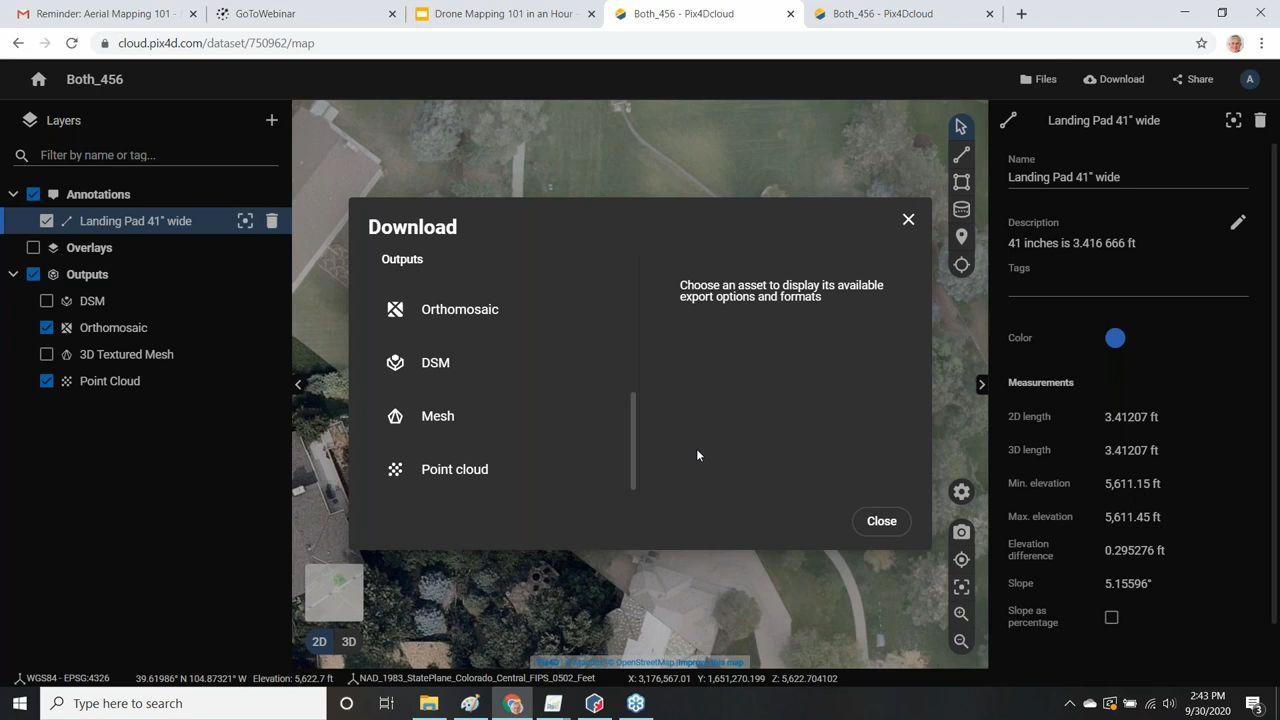 Reminder: Aerial Mapping 101 -
GoToWebinar
Drone Mapping 101 in an Hour -
Both_456 - Pix4Dcloud
Both_456 - Pix4Dcloud
cloud.pix4d.com/dataset/750962/map
Both_456
Files
Download
Share
A
Layers
Filter by name or tag...
Annotations
Landing Pad 41" wide
Overlays
Outputs
DSM
Orthomosaic
3D Textured Mesh
Point Cloud
Download
Outputs
Orthomosaic
DSM
Mesh
Point cloud
Choose an asset to display its available
export options and formats
Close
Landing Pad 41" wide
Name
Landing Pad 41" wide
Description
41 inches is 3.416 666 ft
Tags
Color
Measurements
2D length 3.41207 ft
3D length 3.41207 ft
Min. elevation 5,611.15 ft
Max. elevation 5,611.45 ft
Elevation
difference 0.295276 ft
Slope 5.15596°
Slope as
percentage
2D 3D
Pix4D © Mapbox © OpenStreetMap Improve this map
WGS84 - EPSG:4326
39.61986° N 104.87321° W Elevation: 5,622.7 ft
NAD_1983_StatePlane_Colorado_Central_FIPS_0502_Feet
X: 3,176,567.01 Y: 1,651,270.199 Z: 5,622.704102
Type here to search
2:43 PM
9/30/2020
3